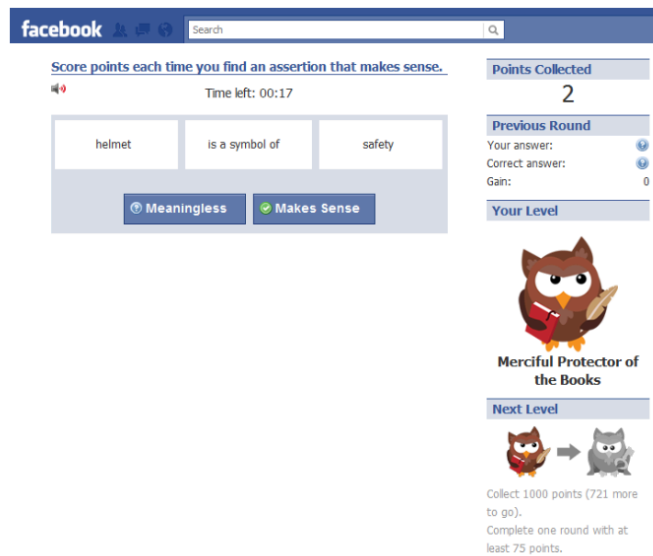 facebook
Search
Score points each time you find an assertion that makes sense.
Time left: 00:17
helmet
is a symbol of
safety
Meaningless
Makes Sense
Points Collected
2
Previous Round
Your answer:
Correct answer:
Gain: 0
Your Level
Merciful Protector of
the Books
Next Level
Collect 1000 points (721 more
to go).
Complete one round with at
least 75 points.